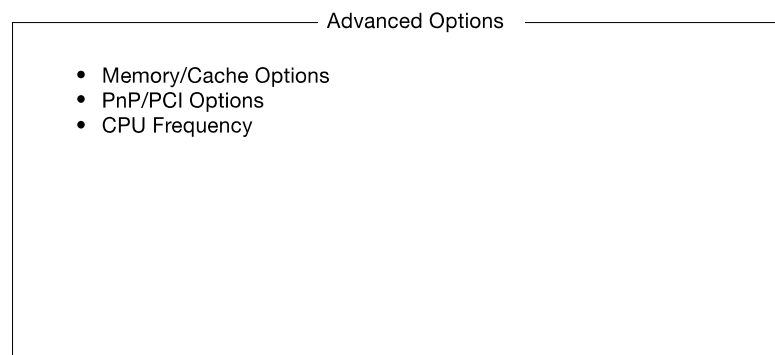 Advanced Options
• Memory/Cache Options
• PnP/PCI Options
• CPU Frequency